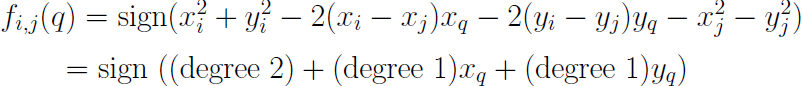 f_{i,j}(q) = sign(x_i^2 + y_i^2 − 2(x_i − x_j)x_q − 2(y_i − y_j)y_q − x_j^2 − y_j^2)
= sign ((degree 2) + (degree 1)x_q + (degree 1)y_q)